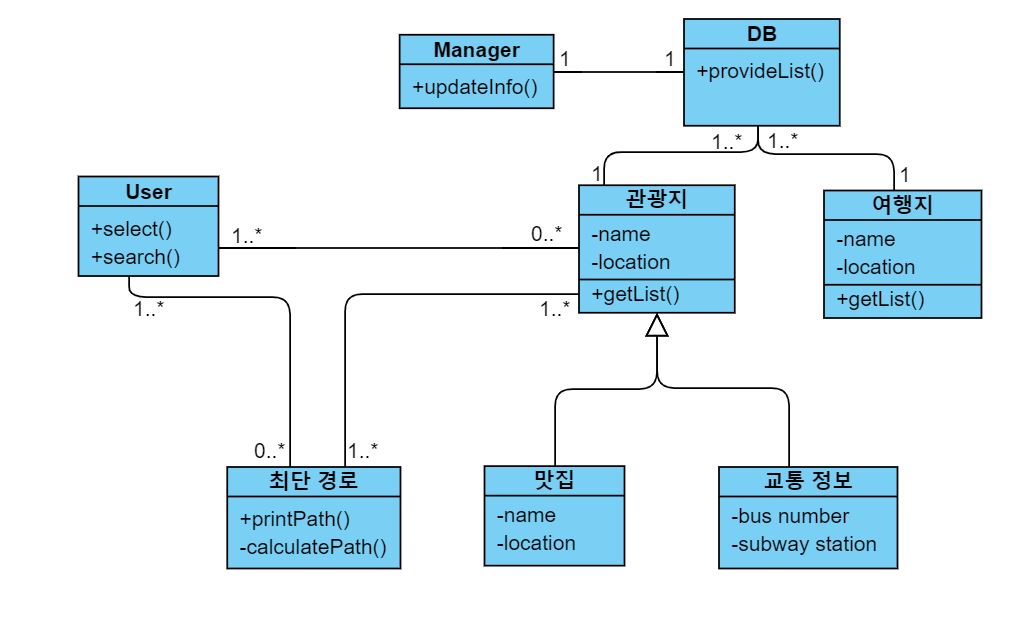 Manager
+updateInfo()
1
1
DB
+provideList()
1..*
1..*
1
1
User
+select()
+search()
1..*
0..*
관광지
-name
-location
+getList()
여행지
-name
-location
+getList()
1..*
1..*
0..*
1..*
최단 경로
+printPath()
-calculatePath()
맛집
-name
-location
교통 정보
-bus number
-subway station